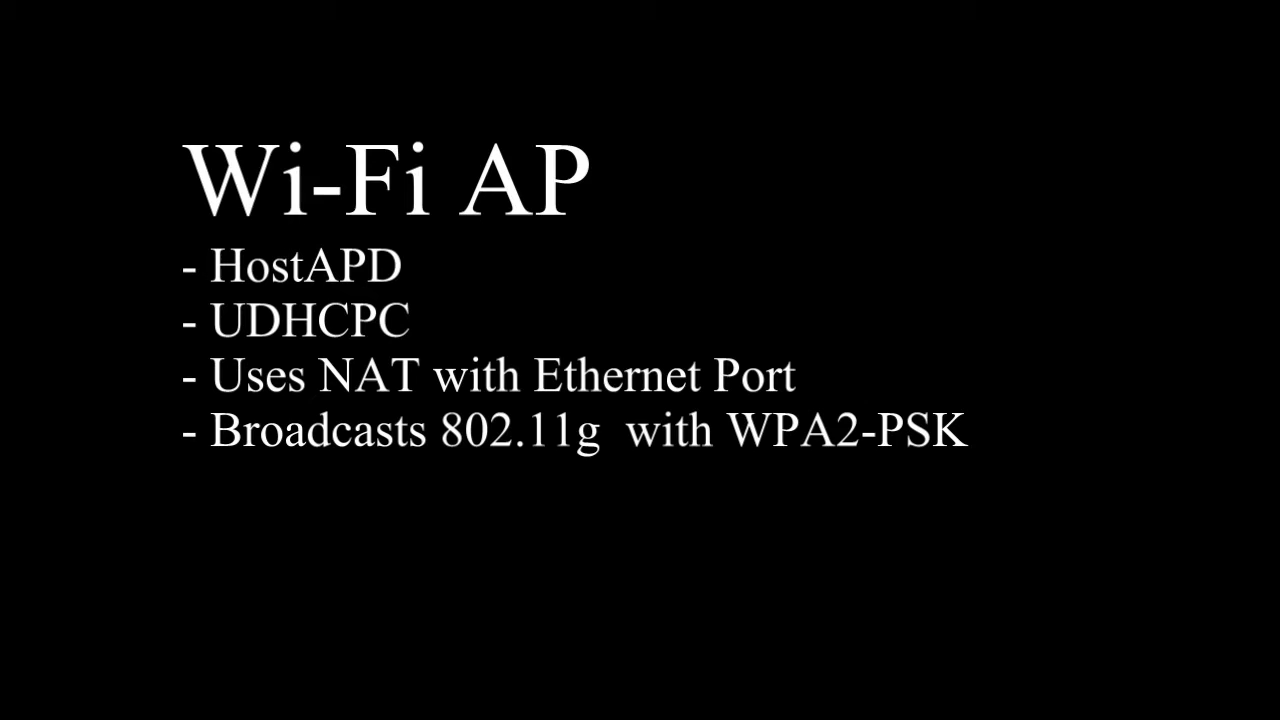 Wi-Fi AP
- HostAPD
- UDHCPC
- Uses NAT with Ethernet Port
- Broadcasts 802.11g  with WPA2-PSK